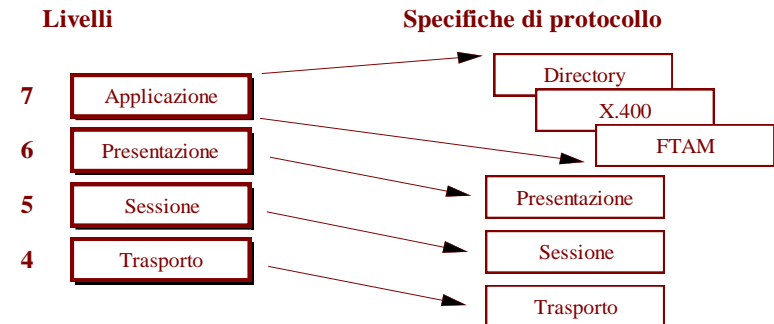 Livelli
Specifiche di protocollo
7 Applicazione
Directory
X.400
FTAM
6 Presentazione
Presentazione
5 Sessione
Sessione
4 Trasporto
Trasporto